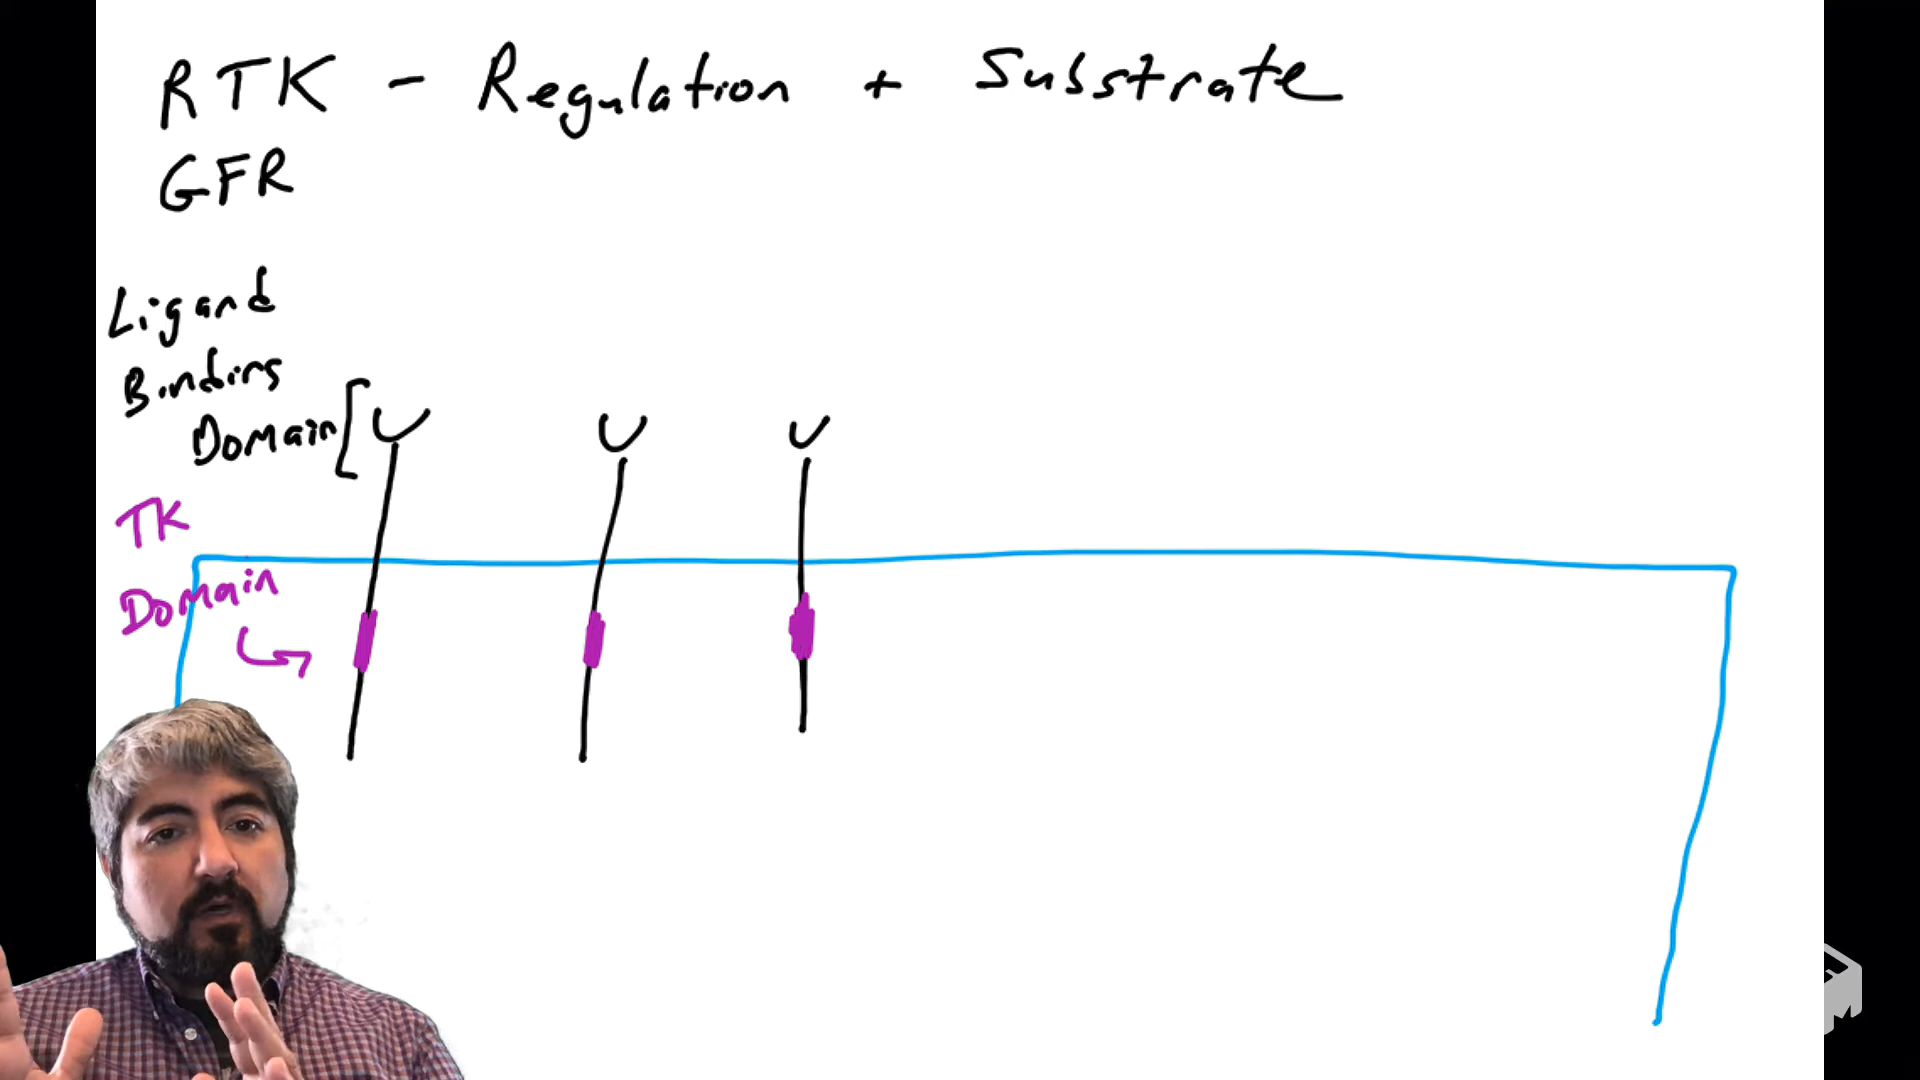 RTK - Regulation + Substrate
GFR
Ligand
Binding
Domain
TK
Domain